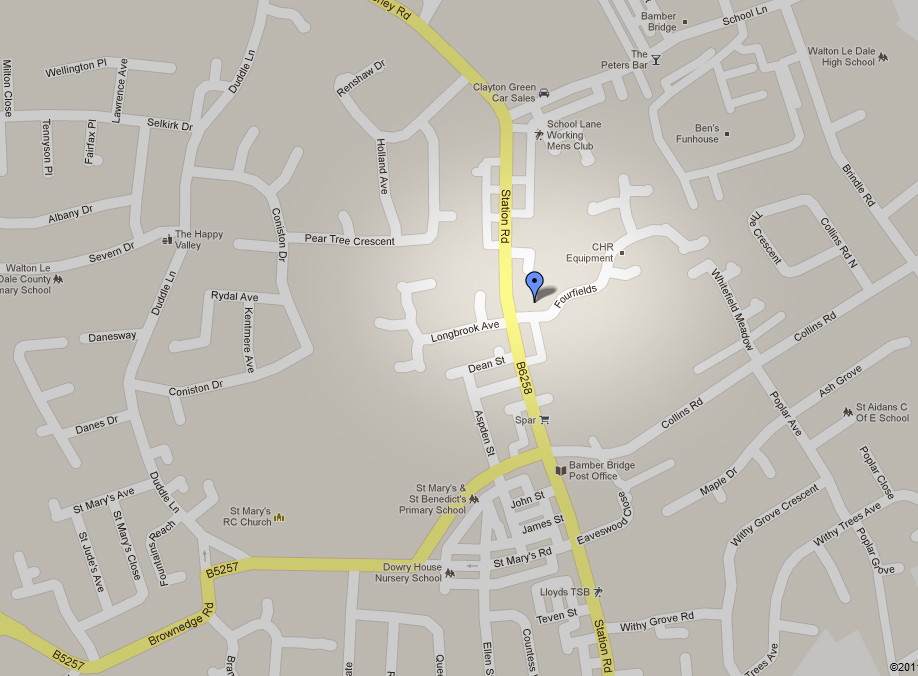 ney Rd
Bamber
Bridge
School Ln
The
Peters Bar
Walton Le Dale
High School
Milton Close
Wellington Pl
Lawrence Ave
Duddle Ln
Renshaw Dr
Clayton Green
Car Sales
Selkirk Dr
Tennyson Pl
Fairfax Pl
School Lane
Working
Mens Club
Ben's
Funhouse
Holland Ave
Brindle Rd
Station Rd
Albany Dr
Coniston Dr
The Happy
Valley
Pear Tree Crescent
Severn Dr
CHR
Equipment
The Crescent
Collins Rd N
Walton Le
Dale County
mary School
Duddle Ln
Rydal Ave
Kentmere Ave
Fourfields
Whitefield Meadow
Longbrook Ave
Collins Rd
Danesway
Dean St
B6258
Coniston Dr
Ash Grove
Poplar Ave
Collins Rd
St Aidans C
Of E School
Danes Dr
Aspden St
Spar
Bamber Bridge
Post Office
Maple Dr
Poplar Close
Duddle Ln
St Mary's Ave
St Mary's &
St Benedict's
Primary School
John St
James St
Eaveswood
Close
Withy Grove Crescent
Withy Trees Ave
St Mary's
RC Church
St Jude's Ave
St Mary's Close
Fountains
Reach
St Mary's Rd
Poplar Grove
B5257
Dowry House
Nursery School
Lloyds TSB
Teven St
Withy Grove Rd
Brownedge Rd
Station Rd
B5257
Bran
Que
Ellen S
Countess
Trees Ave
©2011